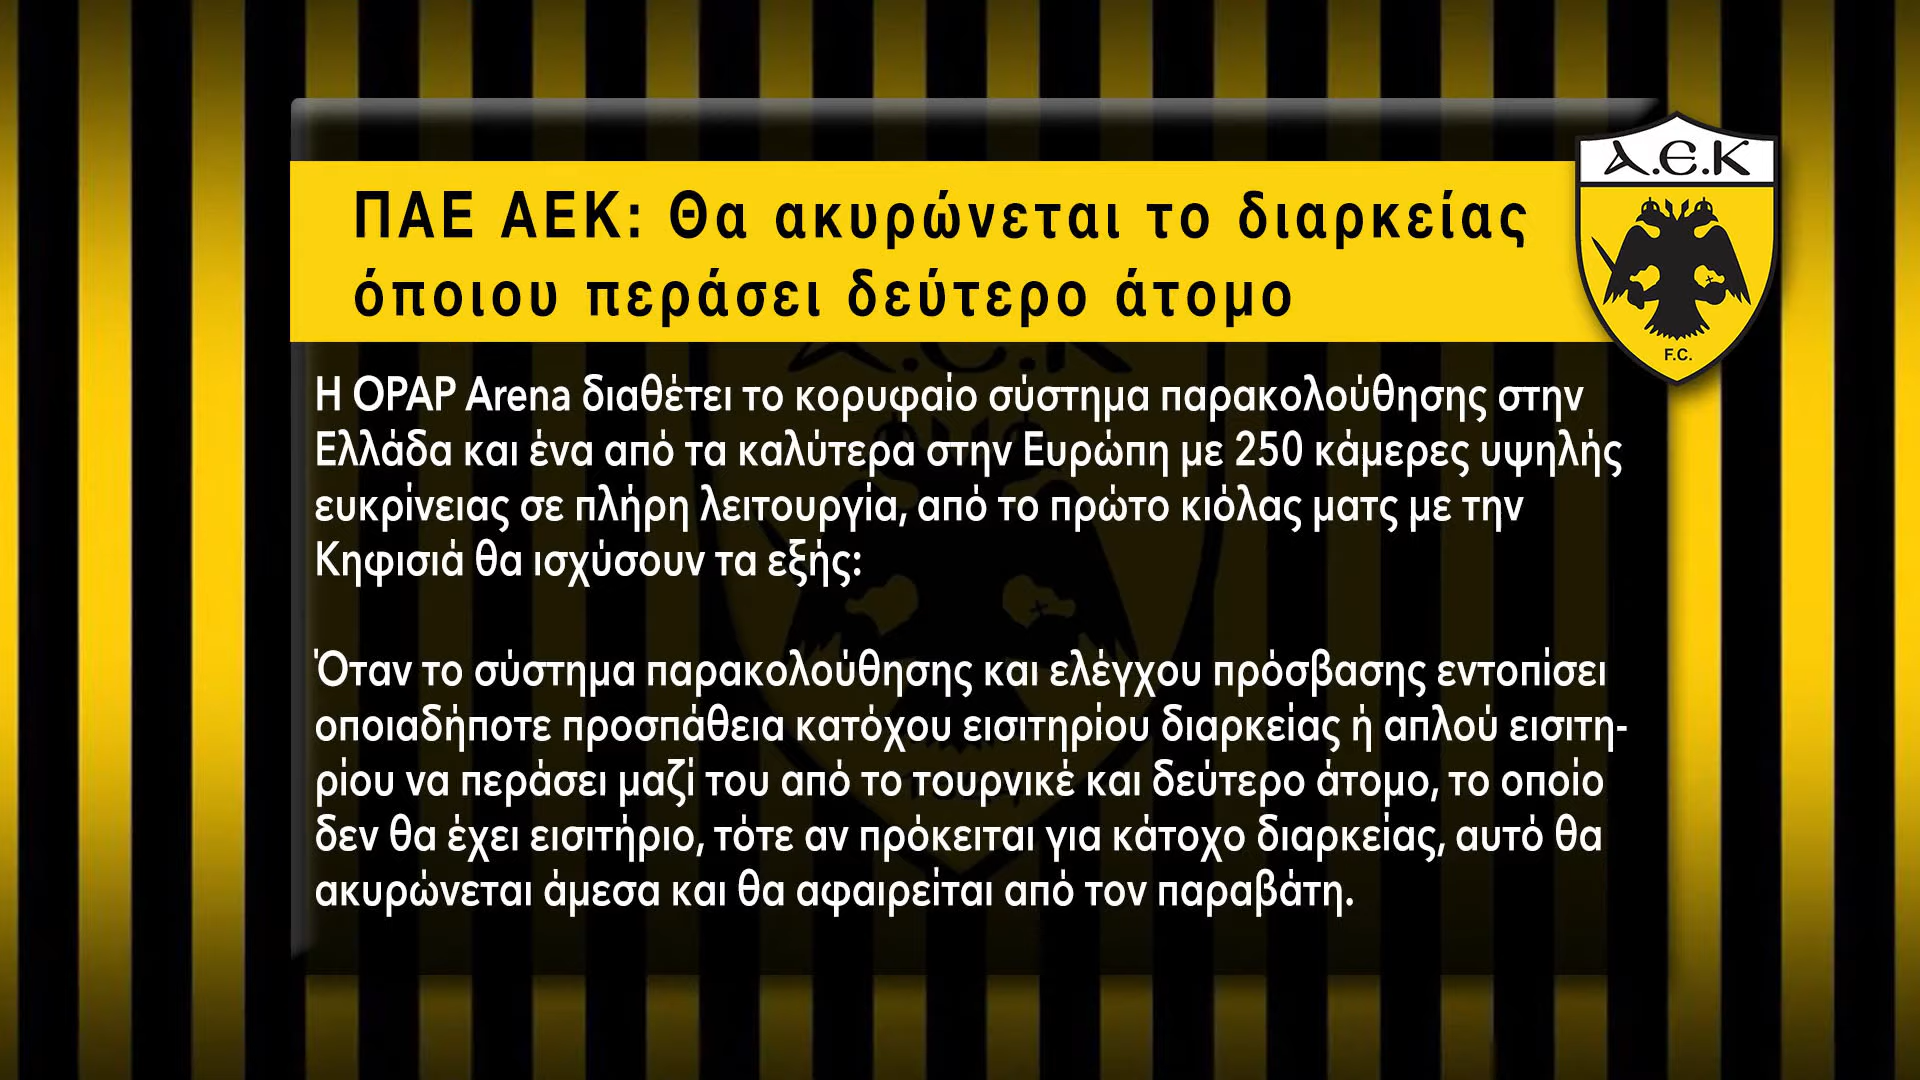 ΠΑΕ ΑΕΚ: Θα ακυρώνεται το διαρκείας
όποιου περάσει δεύτερο άτομο
Α.Ε.Κ
F.C.
Η OPAP Arena διαθέτει το κορυφαίο σύστημα παρακολούθησης στην
Ελλάδα και ένα από τα καλύτερα στην Ευρώπη με 250 κάμερες υψηλής
ευκρίνειας σε πλήρη λειτουργία, από το πρώτο κιόλας ματς με την
Κηφισιά θα ισχύσουν τα εξής:
Όταν το σύστημα παρακολούθησης και ελέγχου πρόσβασης εντοπίσει
οποιαδήποτε προσπάθεια κατόχου εισιτηρίου διαρκείας ή απλού εισιτη-
ρίου να περάσει μαζί του από το τουρνικέ και δεύτερο άτομο, το οποίο
δεν θα έχει εισιτήριο, τότε αν πρόκειται για κάτοχο διαρκείας, αυτό θα
ακυρώνεται άμεσα και θα αφαιρείται από τον παραβάτη.